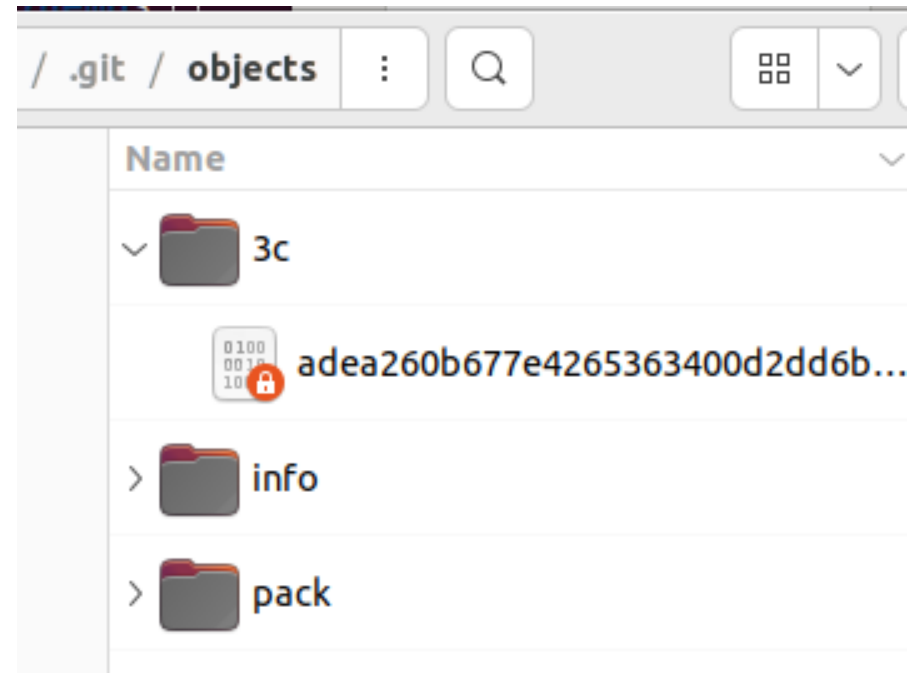 / .git / objects
Name
3c
adea260b677e4265363400d2dd6b...
info
pack